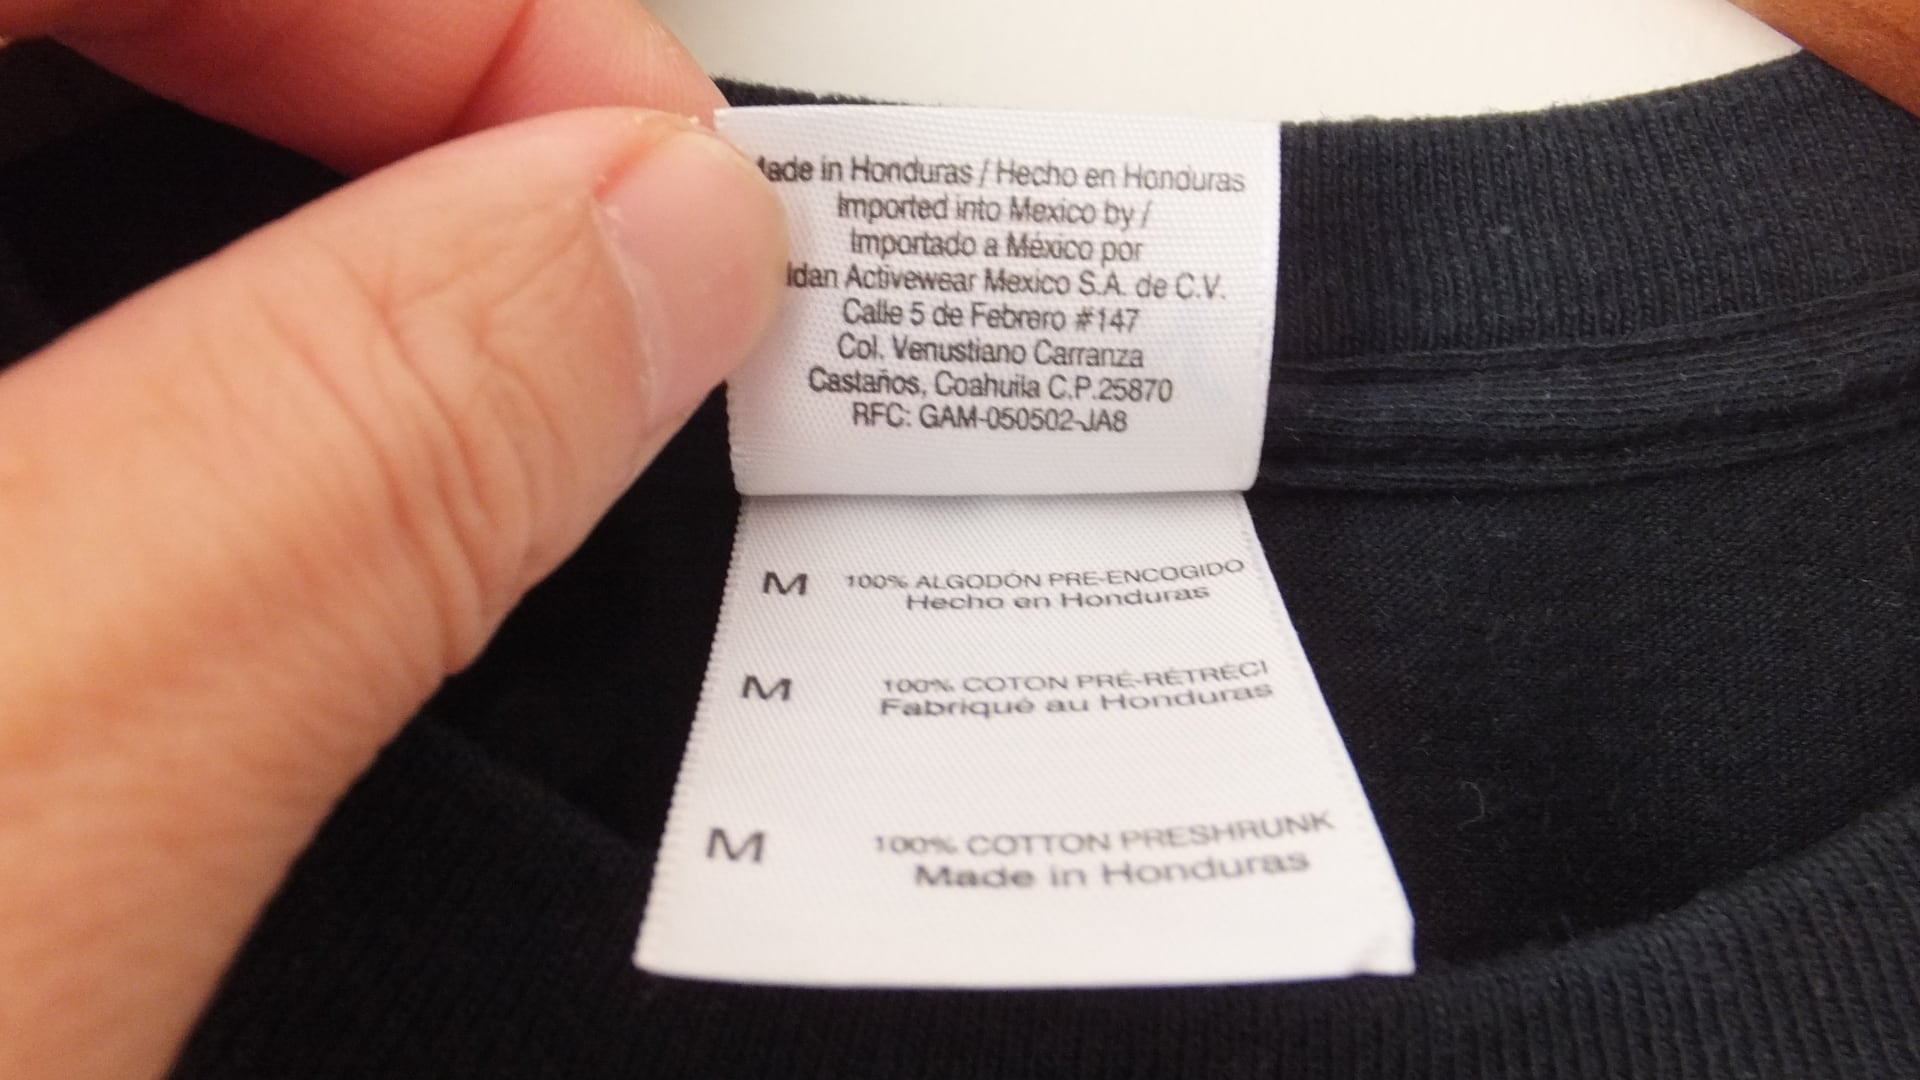 Made in Honduras / Hecho en Honduras
Imported into Mexico by /
Importado a México por
ldan Activewear Mexico S.A. de C.V.
Calle 5 de Febrero #147
Col. Venustiano Carranza
Castaños, Coahuila C.P.25870
RFC: GAM-050502-JA8
M 100% ALGODÓN PRE-ENCOGIDO
Hecho en Honduras
M 100% COTON PRÉ-RÉTRÉCI
Fabriqué au Honduras
M 100% COTTON PRESHRUNK
Made in Honduras